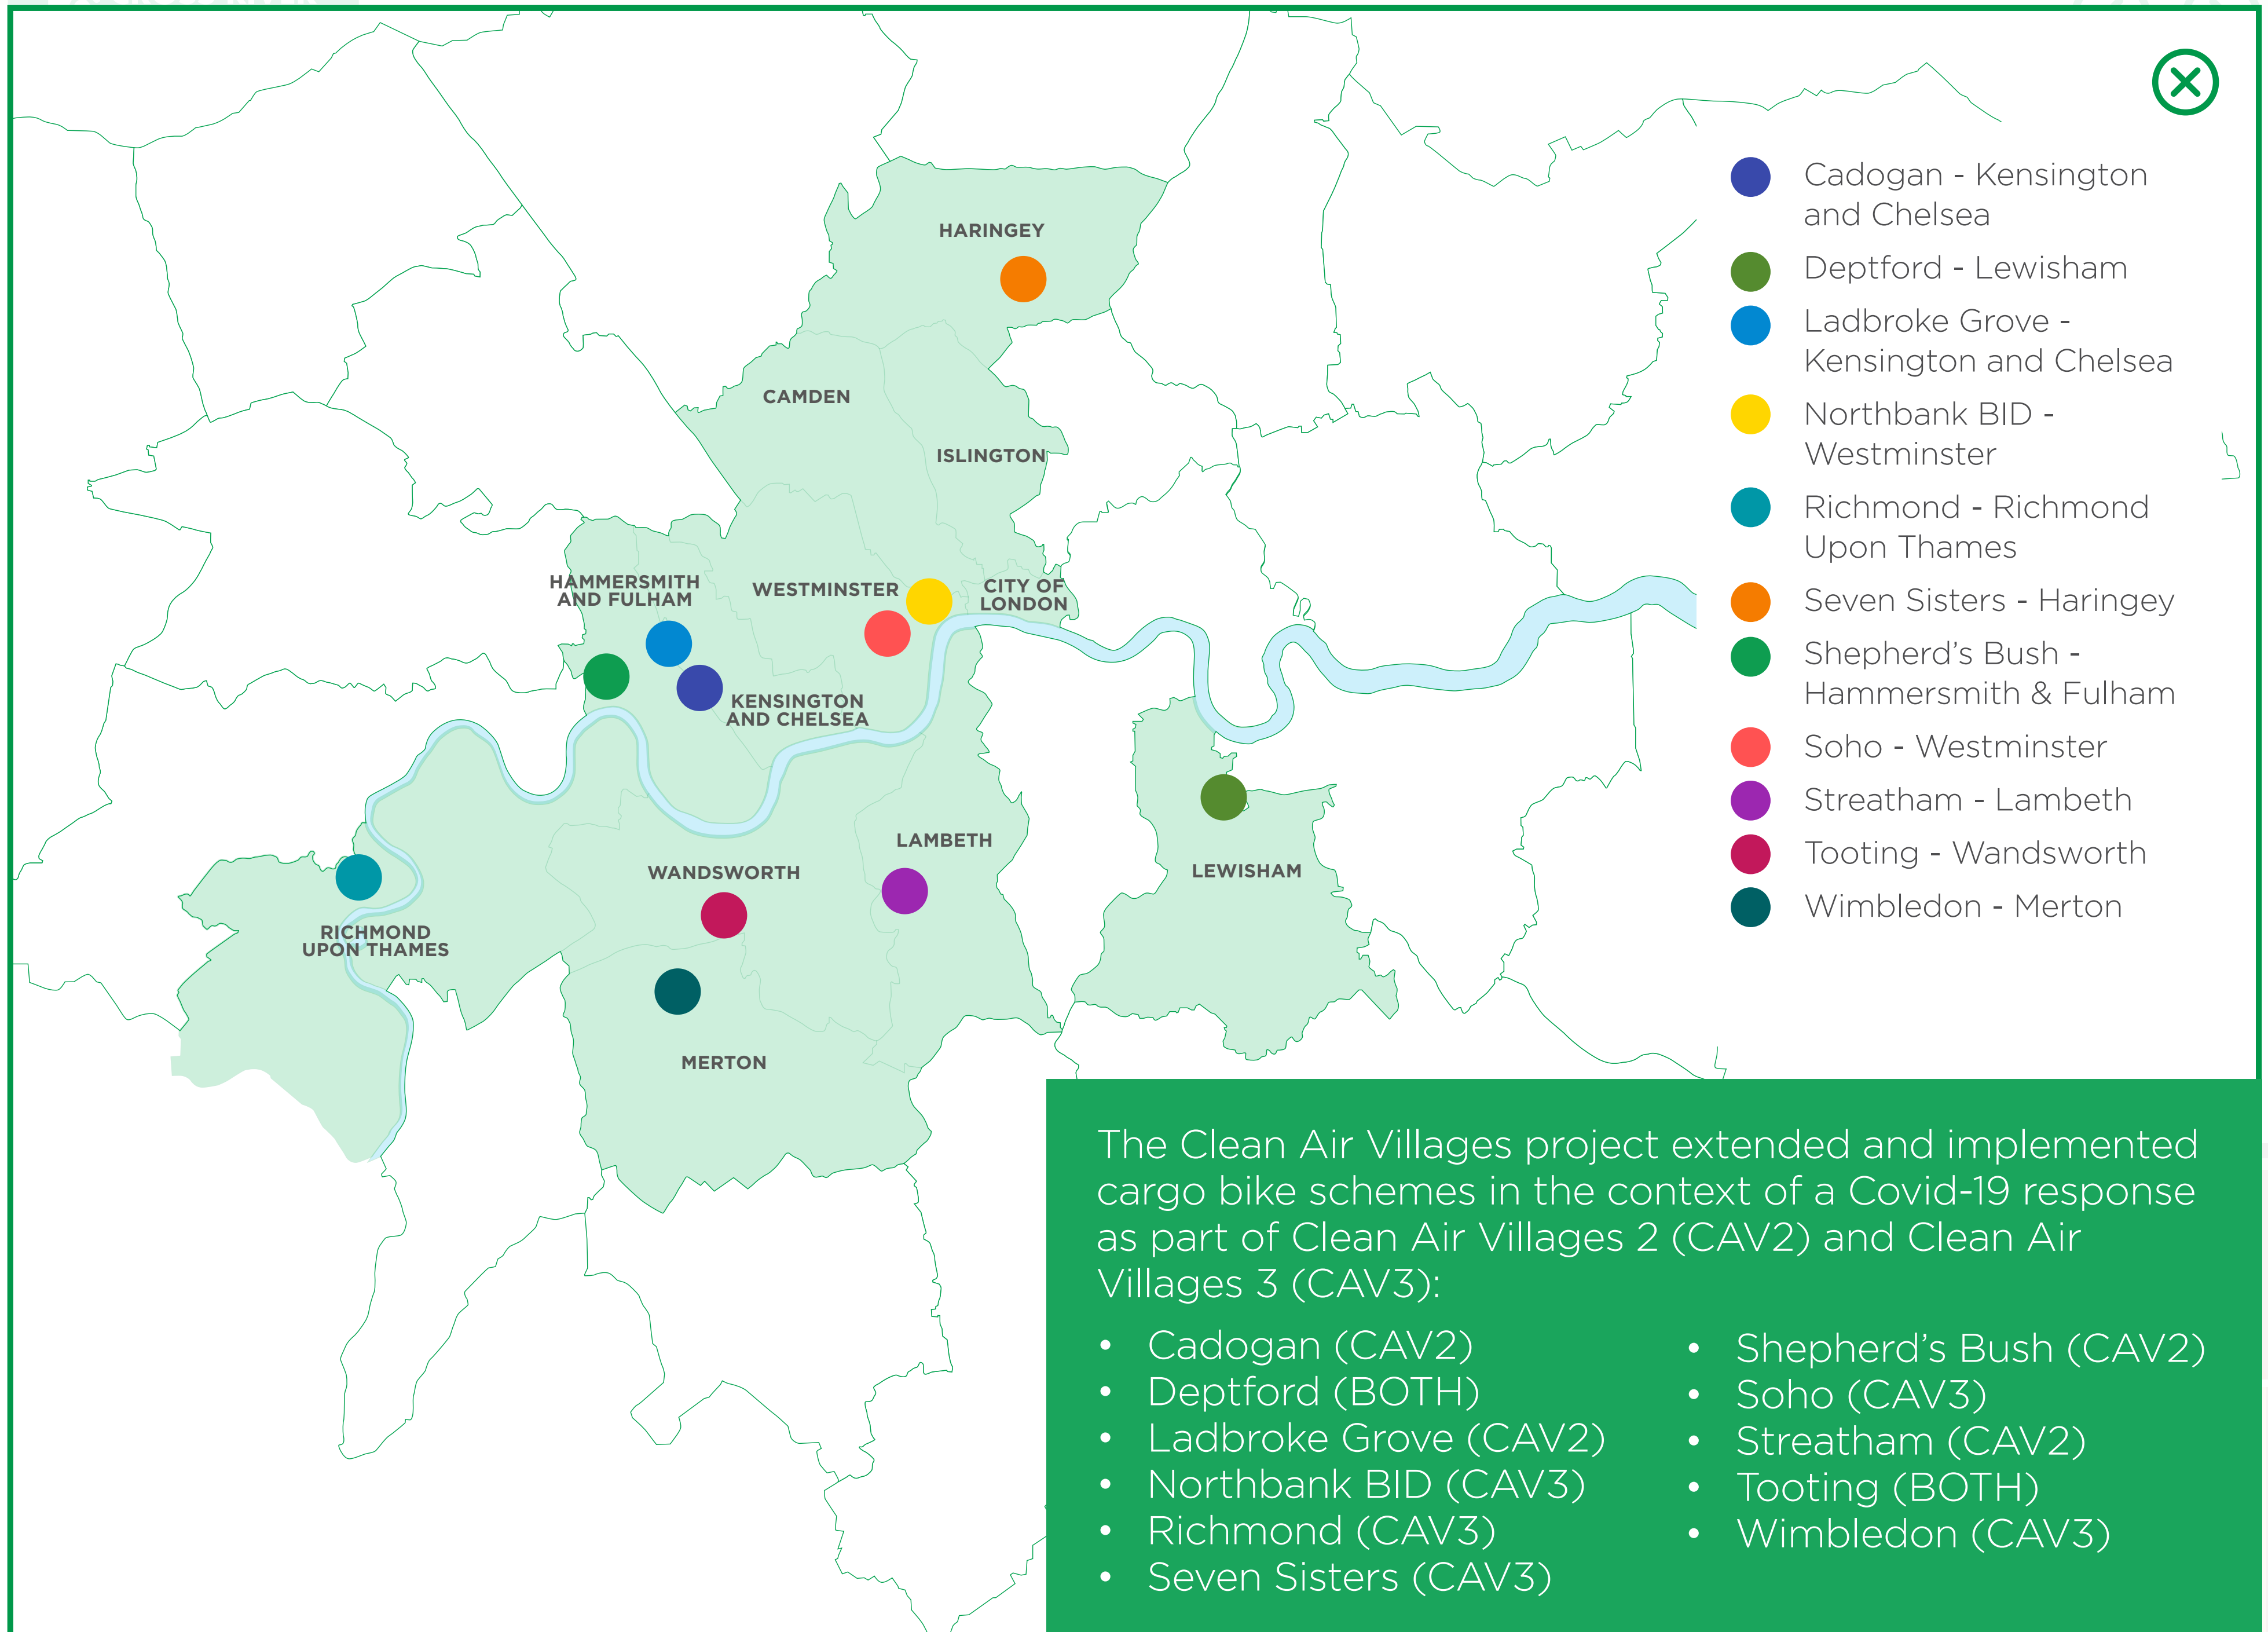 HARINGEY
CAMDEN
ISLINGTON
HAMMERSMITH
AND FULHAM
WESTMINSTER
CITY OF
LONDON
KENSINGTON
AND CHELSEA
LAMBETH
WANDSWORTH
LEWISHAM
RICHMOND
UPON THAMES
MERTON
Cadogan - Kensington
and Chelsea
Deptford - Lewisham
Ladbroke Grove -
Kensington and Chelsea
Northbank BID -
Westminster
Richmond - Richmond
Upon Thames
Seven Sisters - Haringey
Shepherd's Bush -
Hammersmith & Fulham
Soho - Westminster
Streatham - Lambeth
Tooting - Wandsworth
Wimbledon - Merton
The Clean Air Villages project extended and implemented
cargo bike schemes in the context of a Covid-19 response
as part of Clean Air Villages 2 (CAV2) and Clean Air
Villages 3 (CAV3):
• Cadogan (CAV2)
• Deptford (BOTH)
• Ladbroke Grove (CAV2)
• Northbank BID (CAV3)
• Richmond (CAV3)
• Seven Sisters (CAV3)
• Shepherd’s Bush (CAV2)
• Soho (CAV3)
• Streatham (CAV2)
• Tooting (BOTH)
• Wimbledon (CAV3)